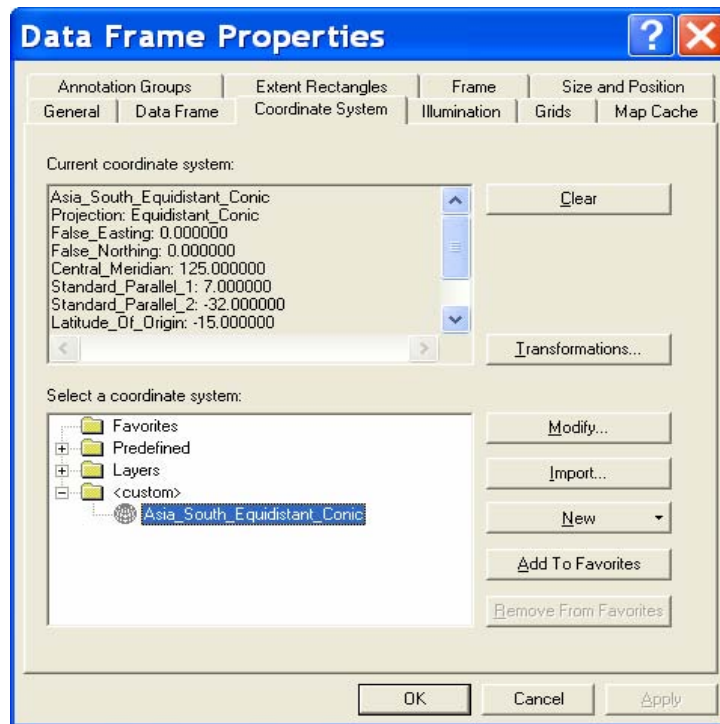 Data Frame Properties
?
Annotation Groups Extent Rectangles Frame Size and Position
General Data Frame Coordinate System Illumination Grids Map Cache
Current coordinate system:
Asia_South_Equidistant_Conic
Projection: Equidistant_Conic
False_Easting: 0.000000
False_Northing: 0.000000
Central_Meridian: 125.000000
Standard_Parallel_1: 7.000000
Standard_Parallel_2: -32.000000
Latitude_Of_Origin: -15.000000
Clear
Transformations...
Select a coordinate system:
Favorites
Predefined
Layers
<custom>
Asia_South_Equidistant_Conic
Modify...
Import...
New
Add To Favorites
Remove From Favorites
OK Cancel Apply